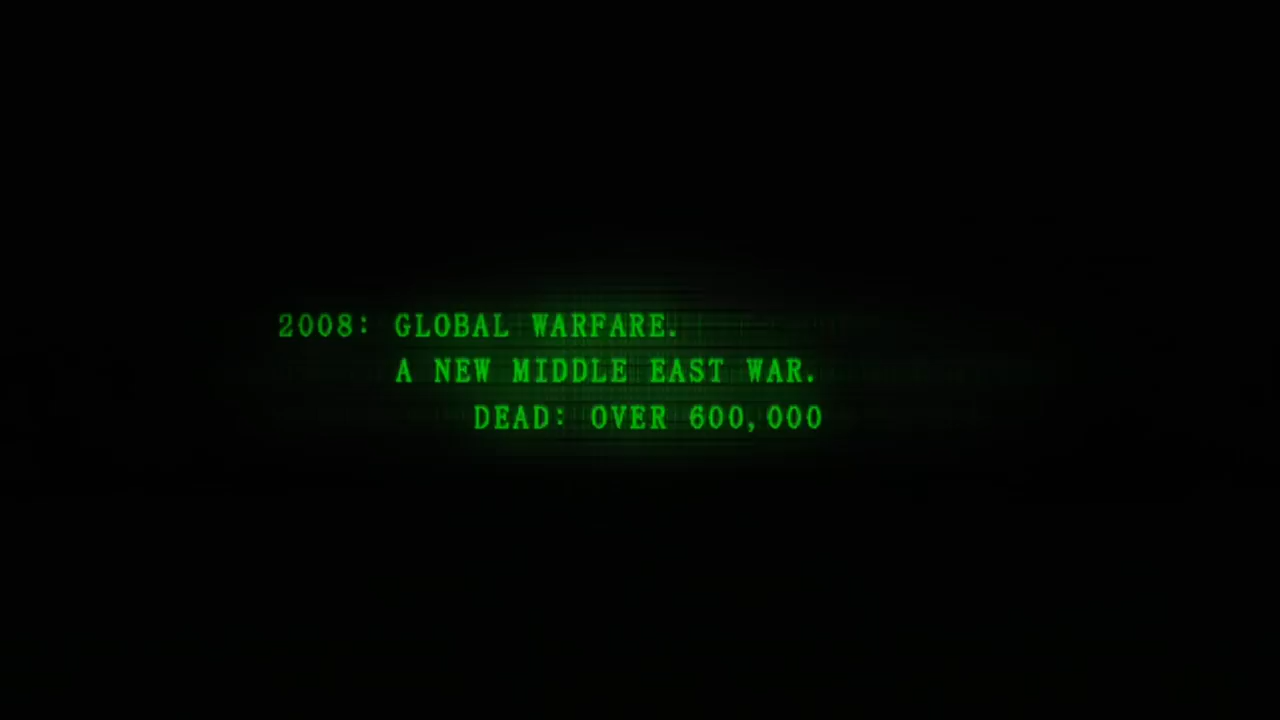 2008: GLOBAL WARFARE.
A NEW MIDDLE EAST WAR.
DEAD: OVER 600,000